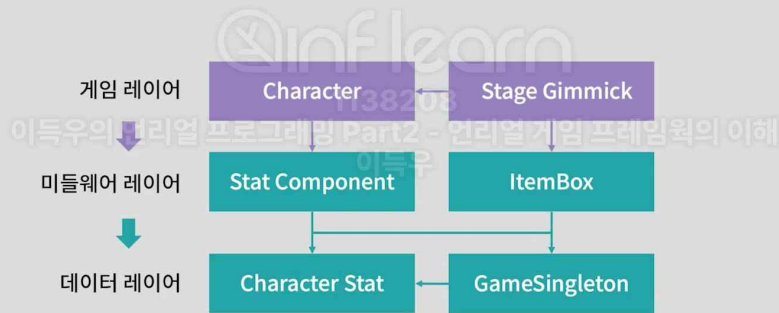 inflearn
게임 레이어
Character
Stage Gimmick
1138208
이득우의 언리얼 프로그래밍 Part2 - 언리얼 게임 프레임웍의 이해
이득우
미들웨어 레이어
Stat Component
ItemBox
데이터 레이어
Character Stat
GameSingleton